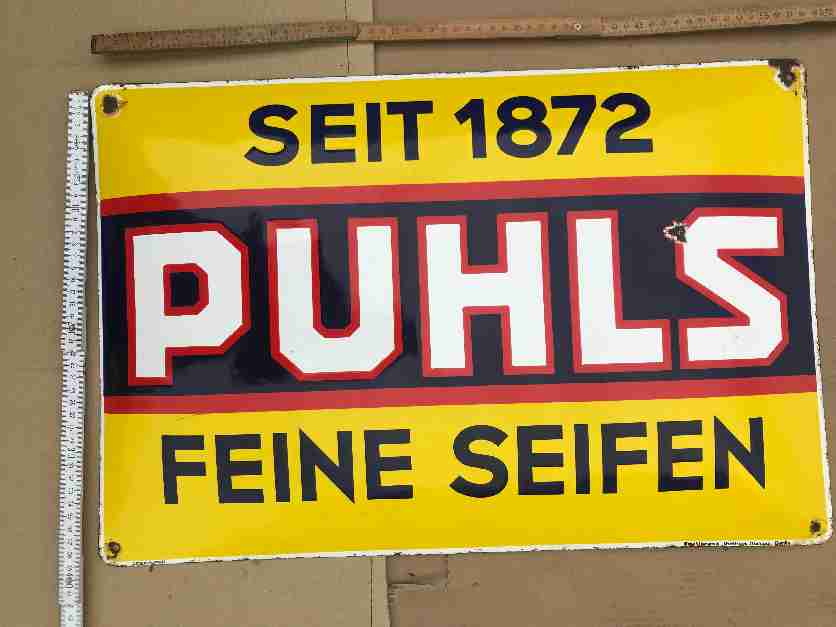 SEIT 1872
PUHLS
FEINE SEIFEN